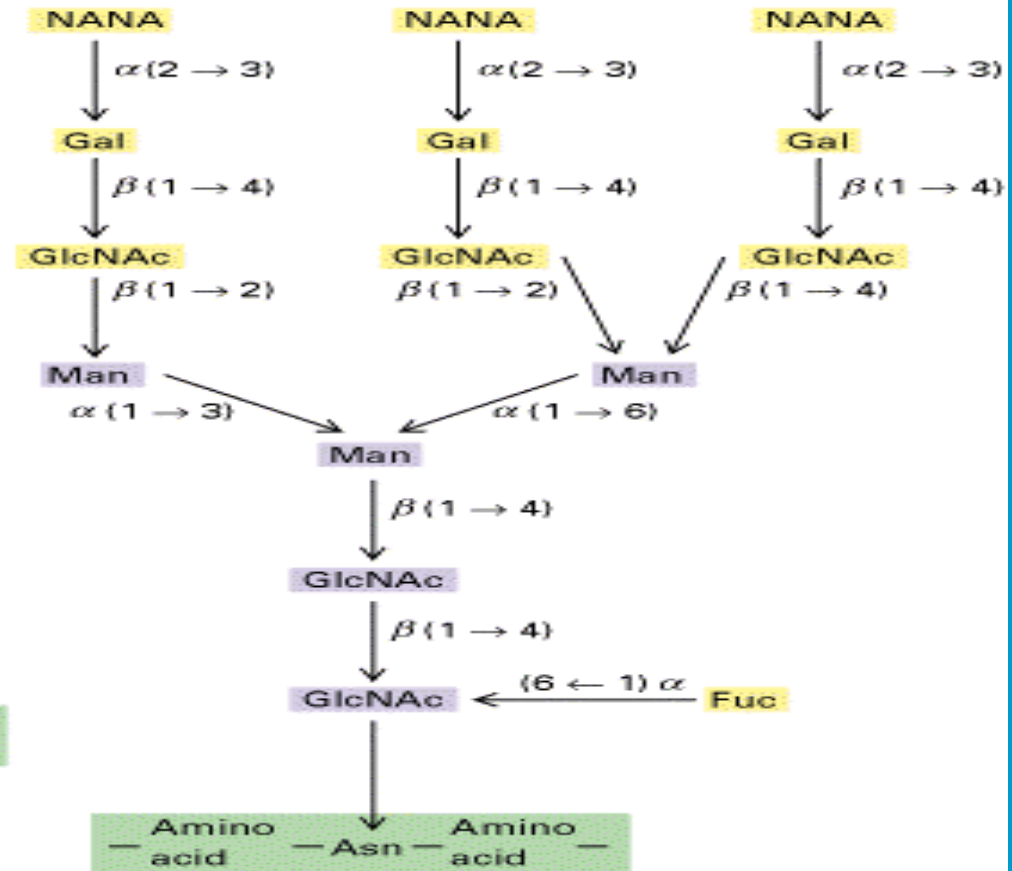 NANA NANA NANA
α(2 → 3) α(2 → 3) α(2 → 3)
Gal Gal Gal
β(1 → 4) β(1 → 4) β(1 → 4)
GlcNAc GlcNAc GlcNAc
β(1 → 2) β(1 → 2) β(1 → 4)
Man Man
α(1 → 3) α(1 → 6)
Man
β(1 → 4)
GlcNAc
β(1 → 4)
(6 ← 1) α
GlcNAc Fuc
Amino Amino
— —Asn— —
acid acid